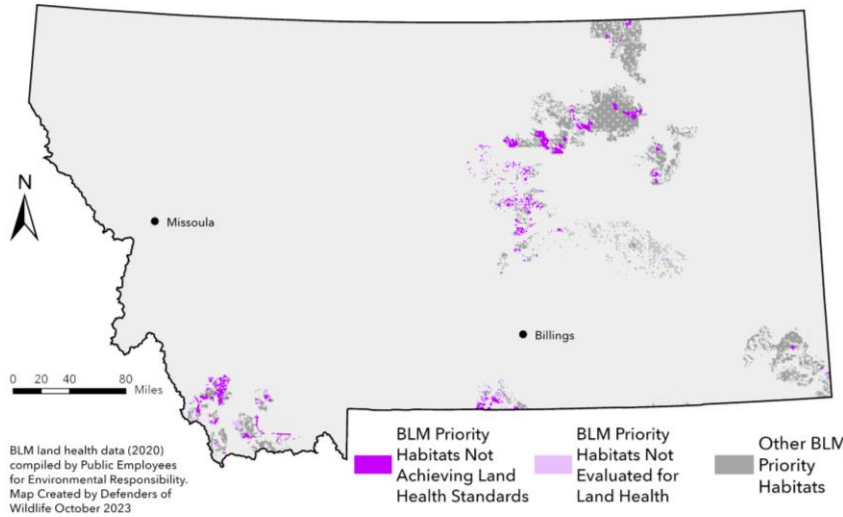 N
Missoula
Billings
0 20 40 80
Miles
BLM land health data (2020)
compiled by Public Employees
for Environmental Responsibility.
Map Created by Defenders of
Wildlife October 2023
BLM Priority
Habitats Not
Achieving Land
Health Standards
BLM Priority
Habitats Not
Evaluated for
Land Health
Other BLM
Priority
Habitats